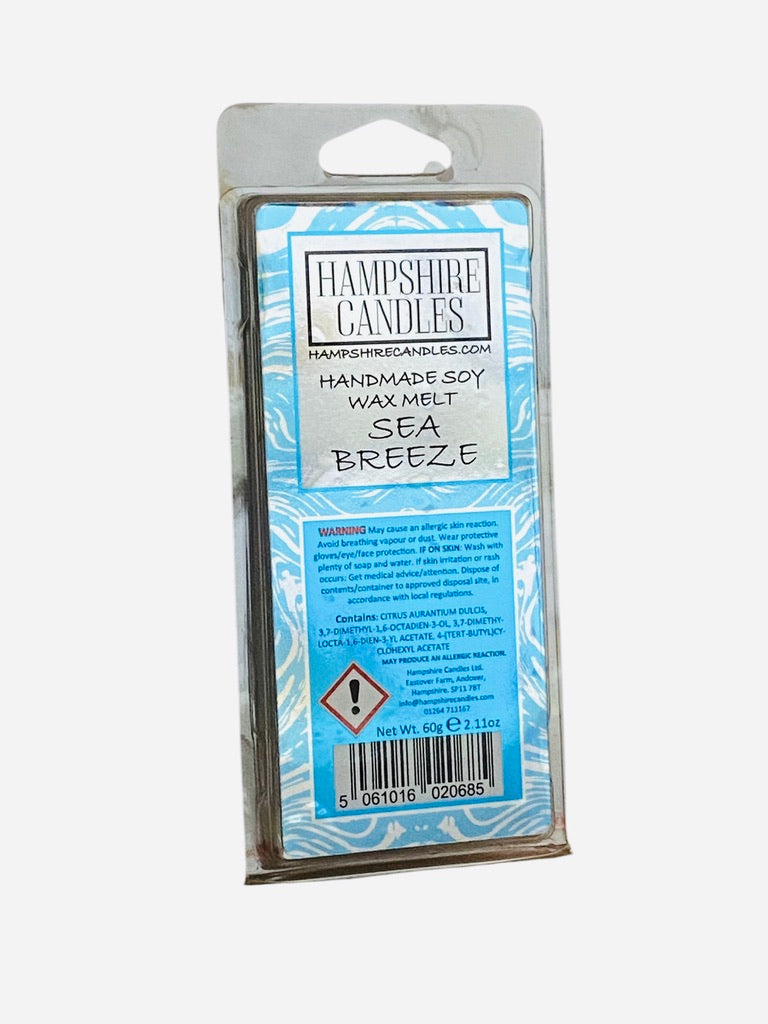 HAMPSHIRE
CANDLES
HAMPSHIRECANDLES.COM
HANDMADE SOY
WAX MELT
SEA
BREEZE
WARNING May cause an allergic skin reaction.
Avoid breathing vapour or dust. Wear protective
gloves/eye/face protection. IF ON SKIN: Wash with
plenty of soap and water. If skin irritation or rash
occurs: Get medical advice/attention. Dispose of
contents/container to approved disposal site, in
accordance with local regulations.
Contains: CITRUS AURANTIUM DULCIS,
3,7-DIMETHYL-1,6-OCTADIEN-3-OL, 3,7-DIMETHY-
LOCTA-1,6-DIEN-3-YL ACETATE, 4-(TERT-BUTYL)CY-
CLOHEXYL ACETATE
MAY PRODUCE AN ALLERGIC REACTION.
Hampshire Candles Ltd.
Eastover Farm, Andover,
Hampshire. SP11 7BT
info@hampshirecandles.com
01264 711167
Net Wt. 60g ℮ 2.11oz
5 061016 020685